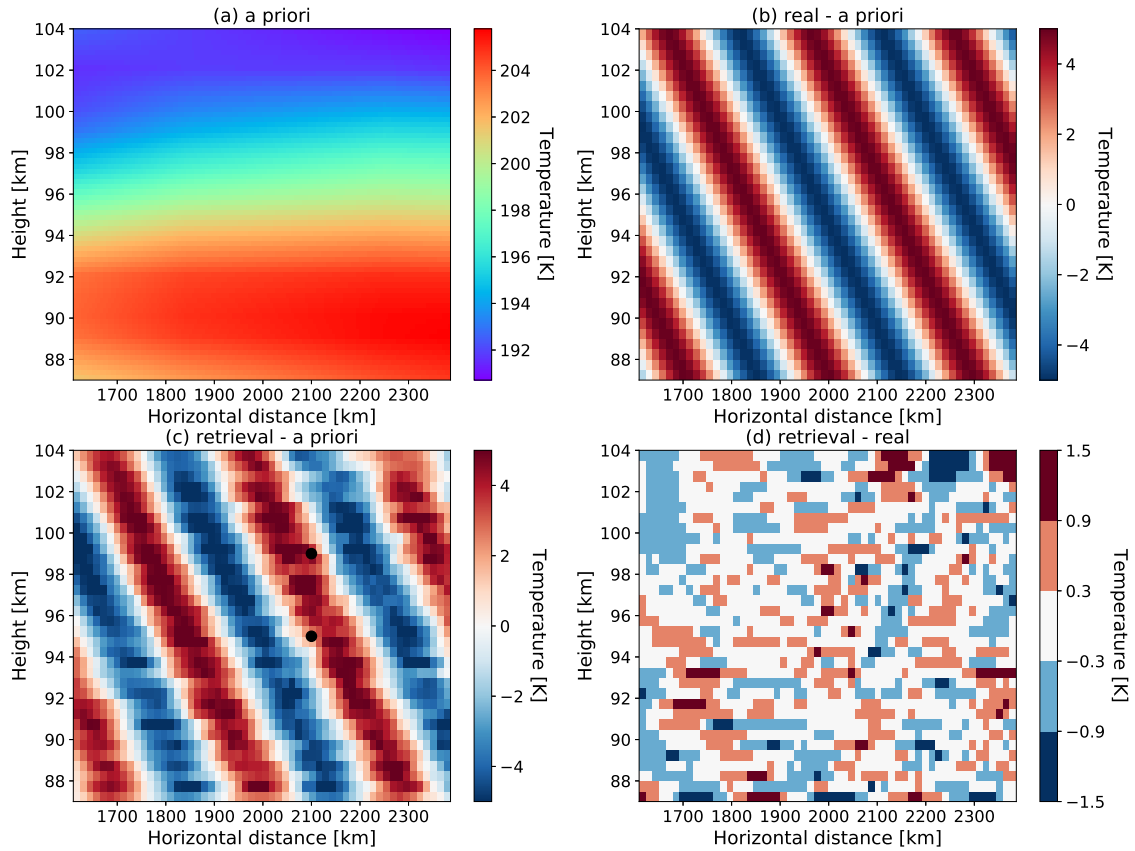 (a) a priori
104
102
100
98
96
94
92
90
88
Height [km]
1700 1800 1900 2000 2100 2200 2300
Horizontal distance [km]
204
202
200
198
196
194
192
Temperature [K]
(b) real - a priori
104
102
100
98
96
94
92
90
88
Height [km]
1700 1800 1900 2000 2100 2200 2300
Horizontal distance [km]
4
2
0
−2
−4
Temperature [K]
(c) retrieval - a priori
104
102
100
98
96
94
92
90
88
Height [km]
1700 1800 1900 2000 2100 2200 2300
Horizontal distance [km]
4
2
0
−2
−4
Temperature [K]
(d) retrieval - real
104
102
100
98
96
94
92
90
88
Height [km]
1700 1800 1900 2000 2100 2200 2300
Horizontal distance [km]
1.5
0.9
0.3
−0.3
−0.9
−1.5
Temperature [K]